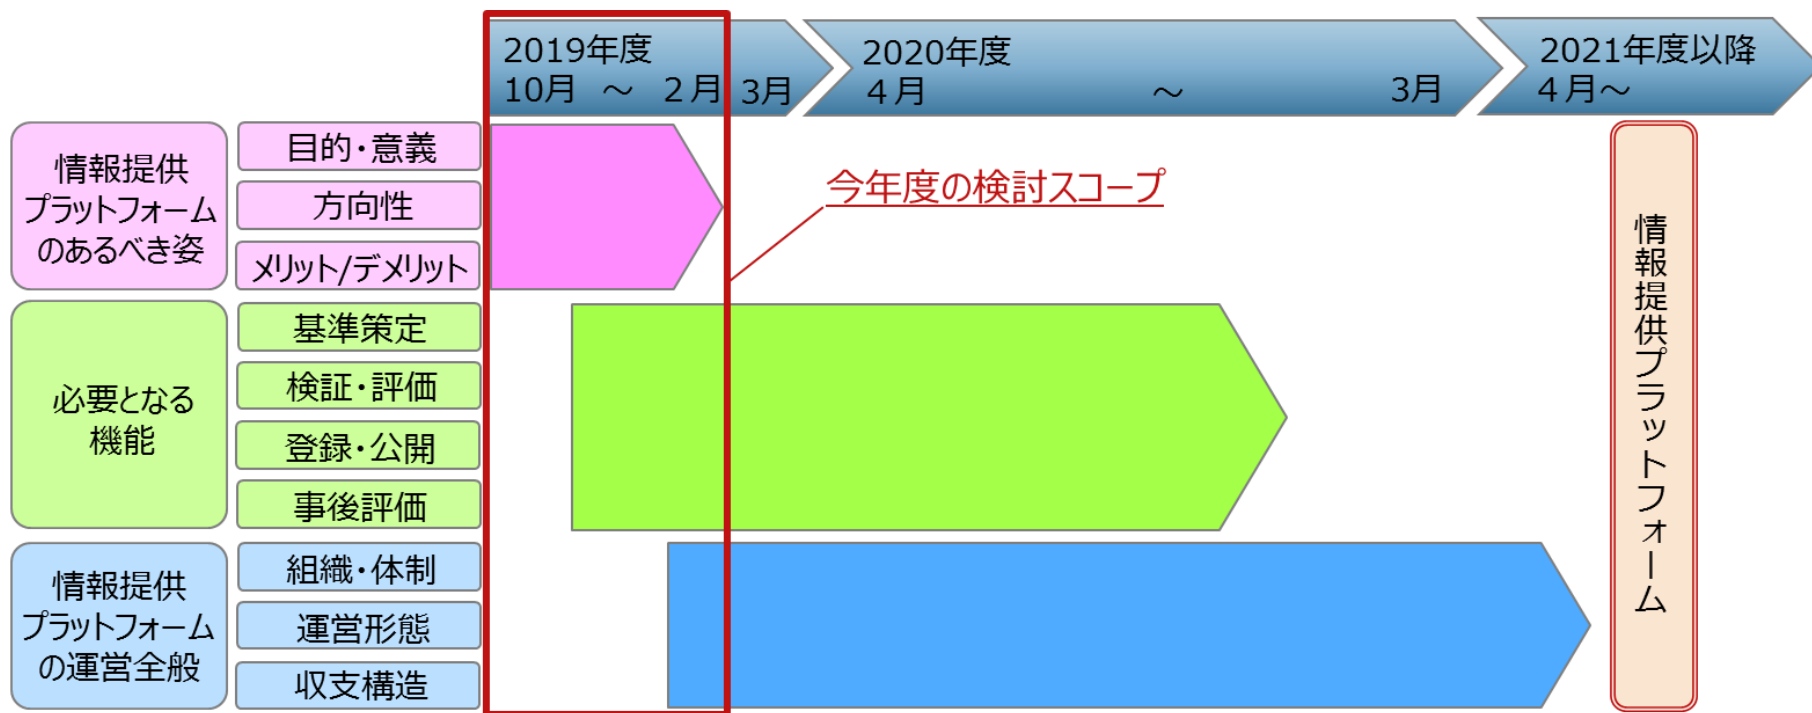 2019年度
10月 ～ 2月 3月
2020年度
4月 ～ 3月
2021年度以降
4月～
情報提供
プラットフォーム
のあるべき姿
目的・意義
方向性
メリット/デメリット
今年度の検討スコープ
必要となる
機能
基準策定
検証・評価
登録・公開
事後評価
情報提供
プラットフォーム
の運営全般
組織・体制
運営形態
収支構造
情報提供プラットフォーム